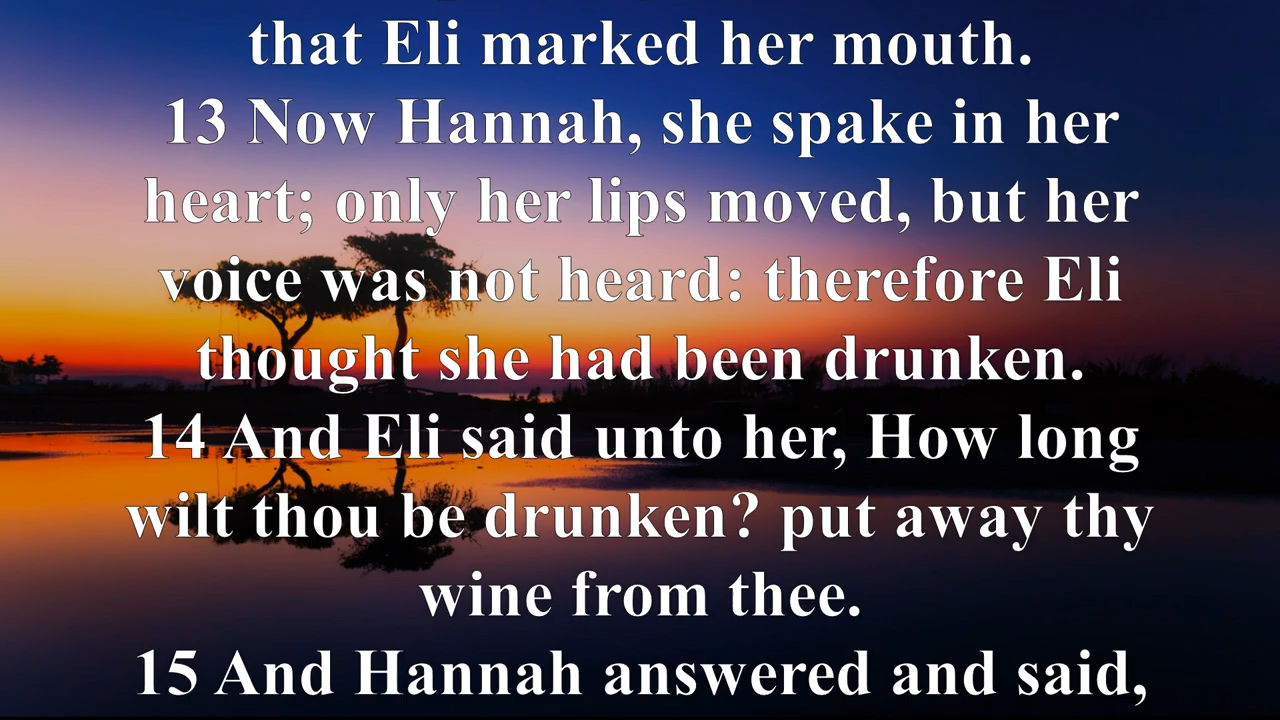 that Eli marked her mouth.
13 Now Hannah, she spake in her
heart; only her lips moved, but her
voice was not heard: therefore Eli
thought she had been drunken.
14 And Eli said unto her, How long
wilt thou be drunken? put away thy
wine from thee.
15 And Hannah answered and said,